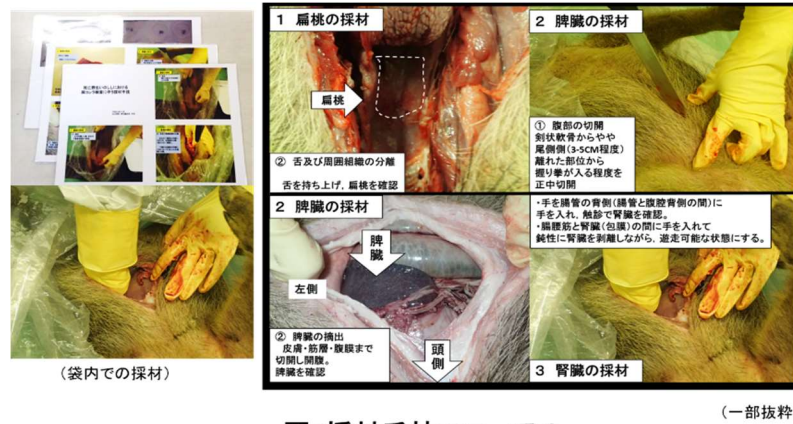 1 扁桃の採材
扁桃
② 舌及び周囲組織の分離
舌を持ち上げ，扁桃を確認
2 脾臓の採材
① 腹部の切開
剣状軟骨からやや
尾側側(3-5CM程度)
離れた部位から
握り拳が入る程度を
正中切開
2 脾臓の採材
脾臓
左側
② 脾臓の摘出
皮膚・筋層・腹膜まで
切開し開腹。
脾臓を確認
頭側
・手を腸管の背側(腸管と腹腔背側の間)に
手を入れ，触診で腎臓を確認。
・腸腰筋と腎臓(包膜)の間に手を入れて
鈍性に腎臓を剥離しながら，遊走可能な状態にする。
3 腎臓の採材
(袋内での採材)
(一部抜粋